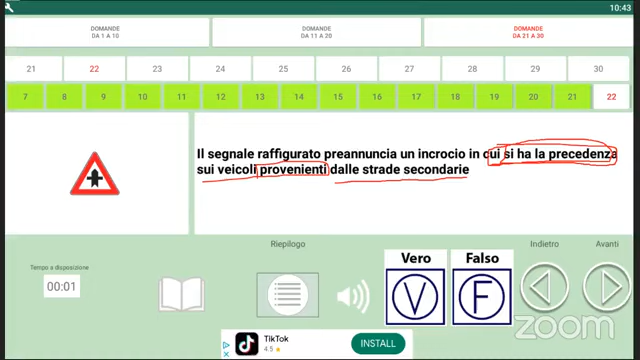 10:43
DOMANDE
DA 1 A 10
DOMANDE
DA 11 A 20
DOMANDE
DA 21 A 30
21 22 23 24 25 26 27 28 29 30
7 8 9 10 11 12 13 14 15 16 17 18 19 20 21 22
Il segnale raffigurato preannuncia un incrocio in cui si ha la precedenza
sui veicoli provenienti dalle strade secondarie
Riepilogo
Vero
Falso
Indietro
Avanti
Tempo a disposizione
00:01
V
F
TikTok
4.5 ★
INSTALL
zoom